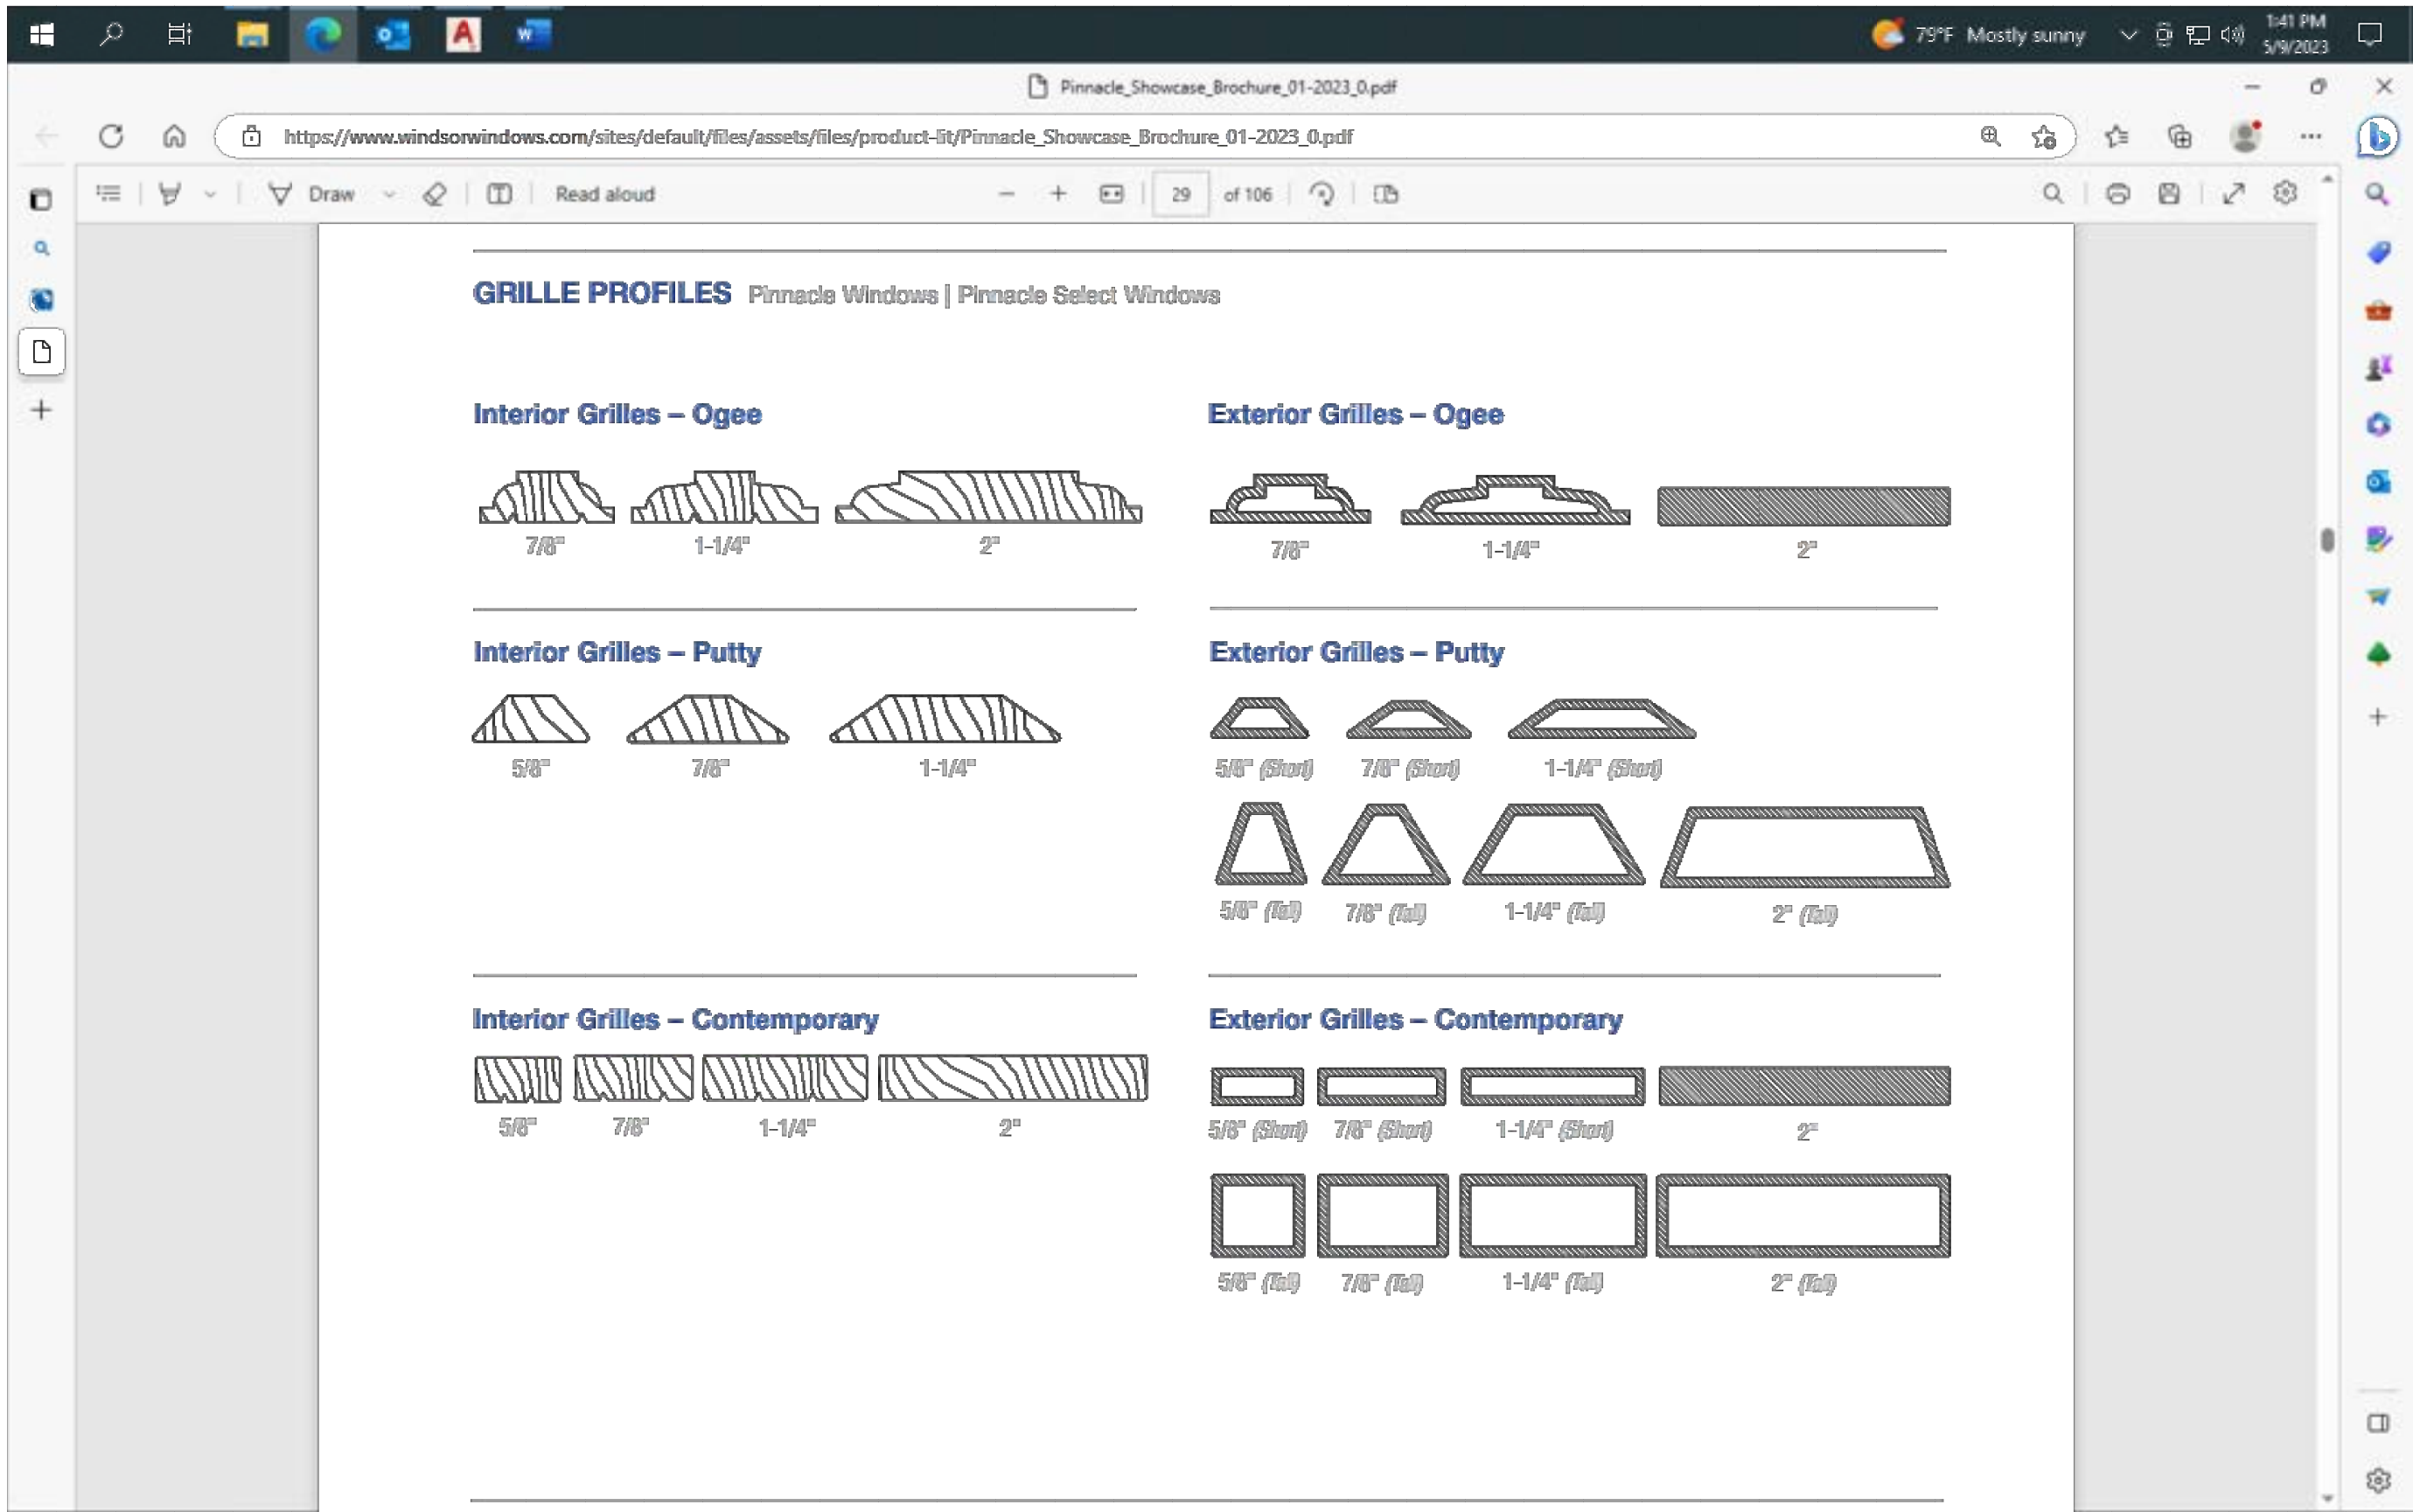 79°F Mostly sunny
1:41 PM
5/9/2023
Pinnacle_Showcase_Brochure_01-2023_0.pdf
https://www.windsorwindows.com/sites/default/files/assets/files/product-lit/Pinnacle_Showcase_Brochure_01-2023_0.pdf
Draw Read aloud 29 of 106
GRILLE PROFILES Pinnacle Windows | Pinnacle Select Windows
Interior Grilles – Ogee
7/8" 1-1/4" 2"
Exterior Grilles – Ogee
7/8" 1-1/4" 2"
Interior Grilles – Putty
5/8" 7/8" 1-1/4"
Exterior Grilles – Putty
5/8" (Short) 7/8" (Short) 1-1/4" (Short)
5/8" (Tall) 7/8" (Tall) 1-1/4" (Tall) 2" (Tall)
Interior Grilles – Contemporary
5/8" 7/8" 1-1/4" 2"
Exterior Grilles – Contemporary
5/8" (Short) 7/8" (Short) 1-1/4" (Short) 2"
5/8" (Tall) 7/8" (Tall) 1-1/4" (Tall) 2" (Tall)